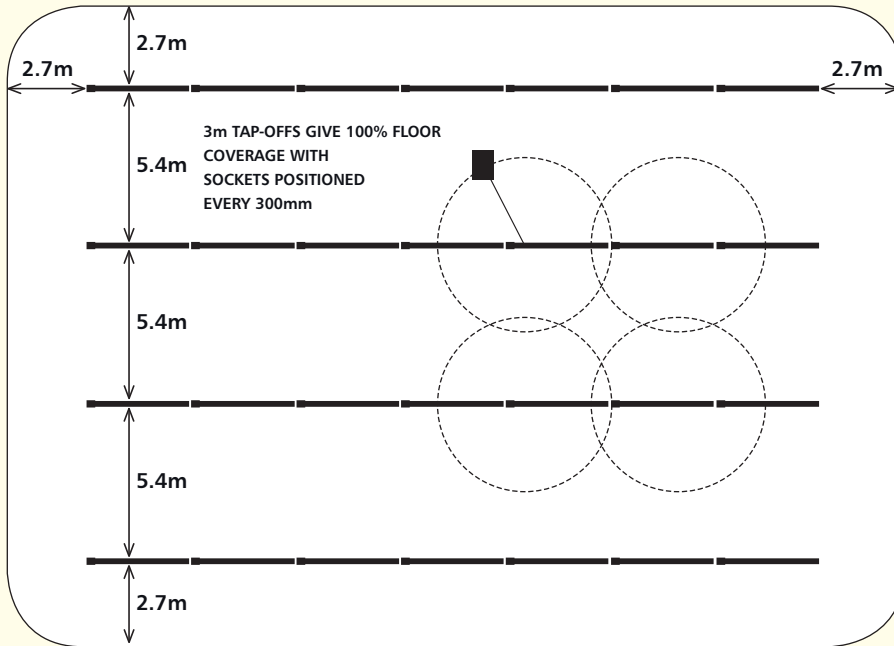 2.7m
2.7m
2.7m
3m TAP-OFFS GIVE 100% FLOOR
COVERAGE WITH
SOCKETS POSITIONED
EVERY 300mm
5.4m
5.4m
5.4m
2.7m